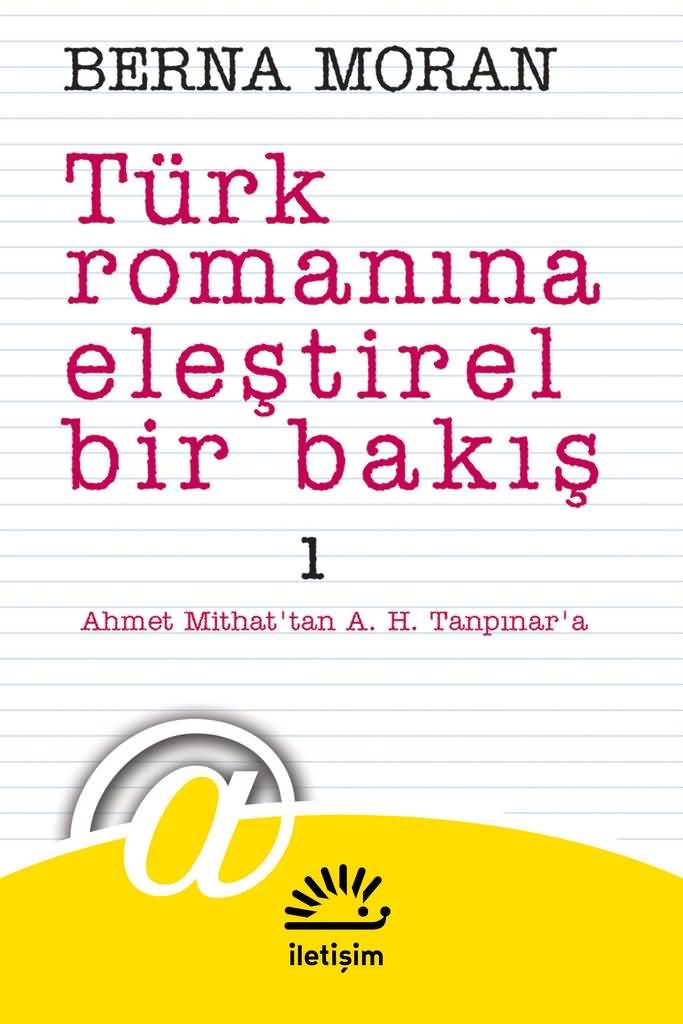 BERNA MORAN
Türk
romanına
eleştirel
bir bakış
1
Ahmet Mithat'tan A. H. Tanpınar'a
@
iletişim